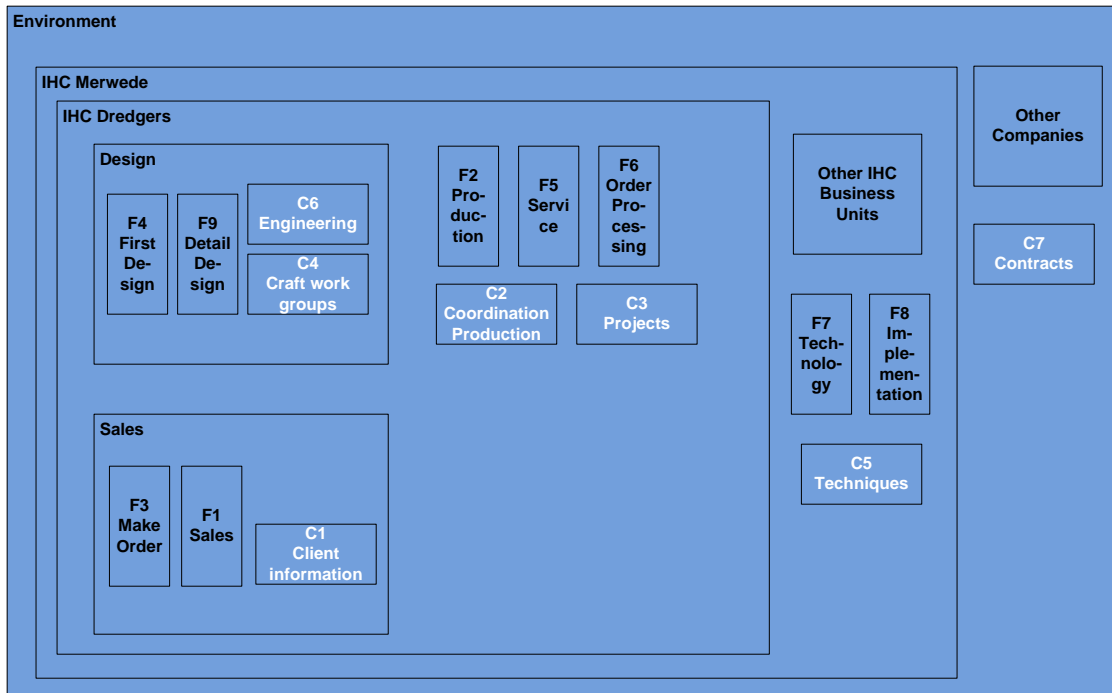 Environment
IHC Merwede
IHC Dredgers
Design
F4
First
De-
sign
F9
Detail
De-
sign
C6
Engineering
C4
Craft work
groups
F2
Pro-
duc-
tion
F5
Servi
ce
F6
Order
Pro-
cessing
C2
Coordination
Production
C3
Projects
Other IHC
Business
Units
Other
Companies
C7
Contracts
F7
Tech-
nolo-
gy
F8
Im-
ple-
men-
tation
C5
Techniques
Sales
F3
Make
Order
F1
Sales
C1
Client
information